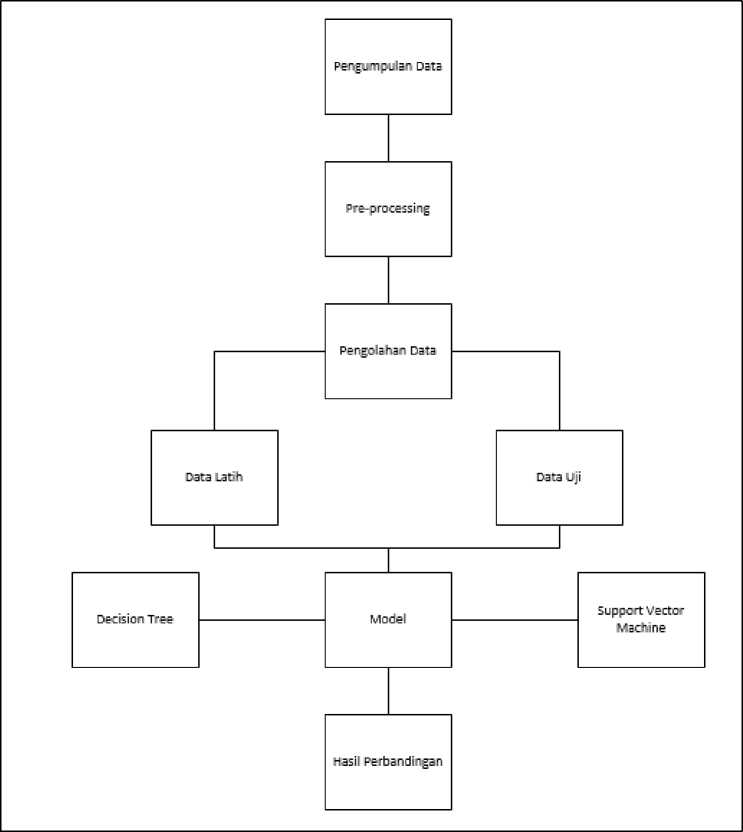 Pengumpulan Data
Pre-processing
Pengolahan Data
Data Latih
Data Uji
Decision Tree
Model
Support Vector
Machine
Hasil Perbandingan